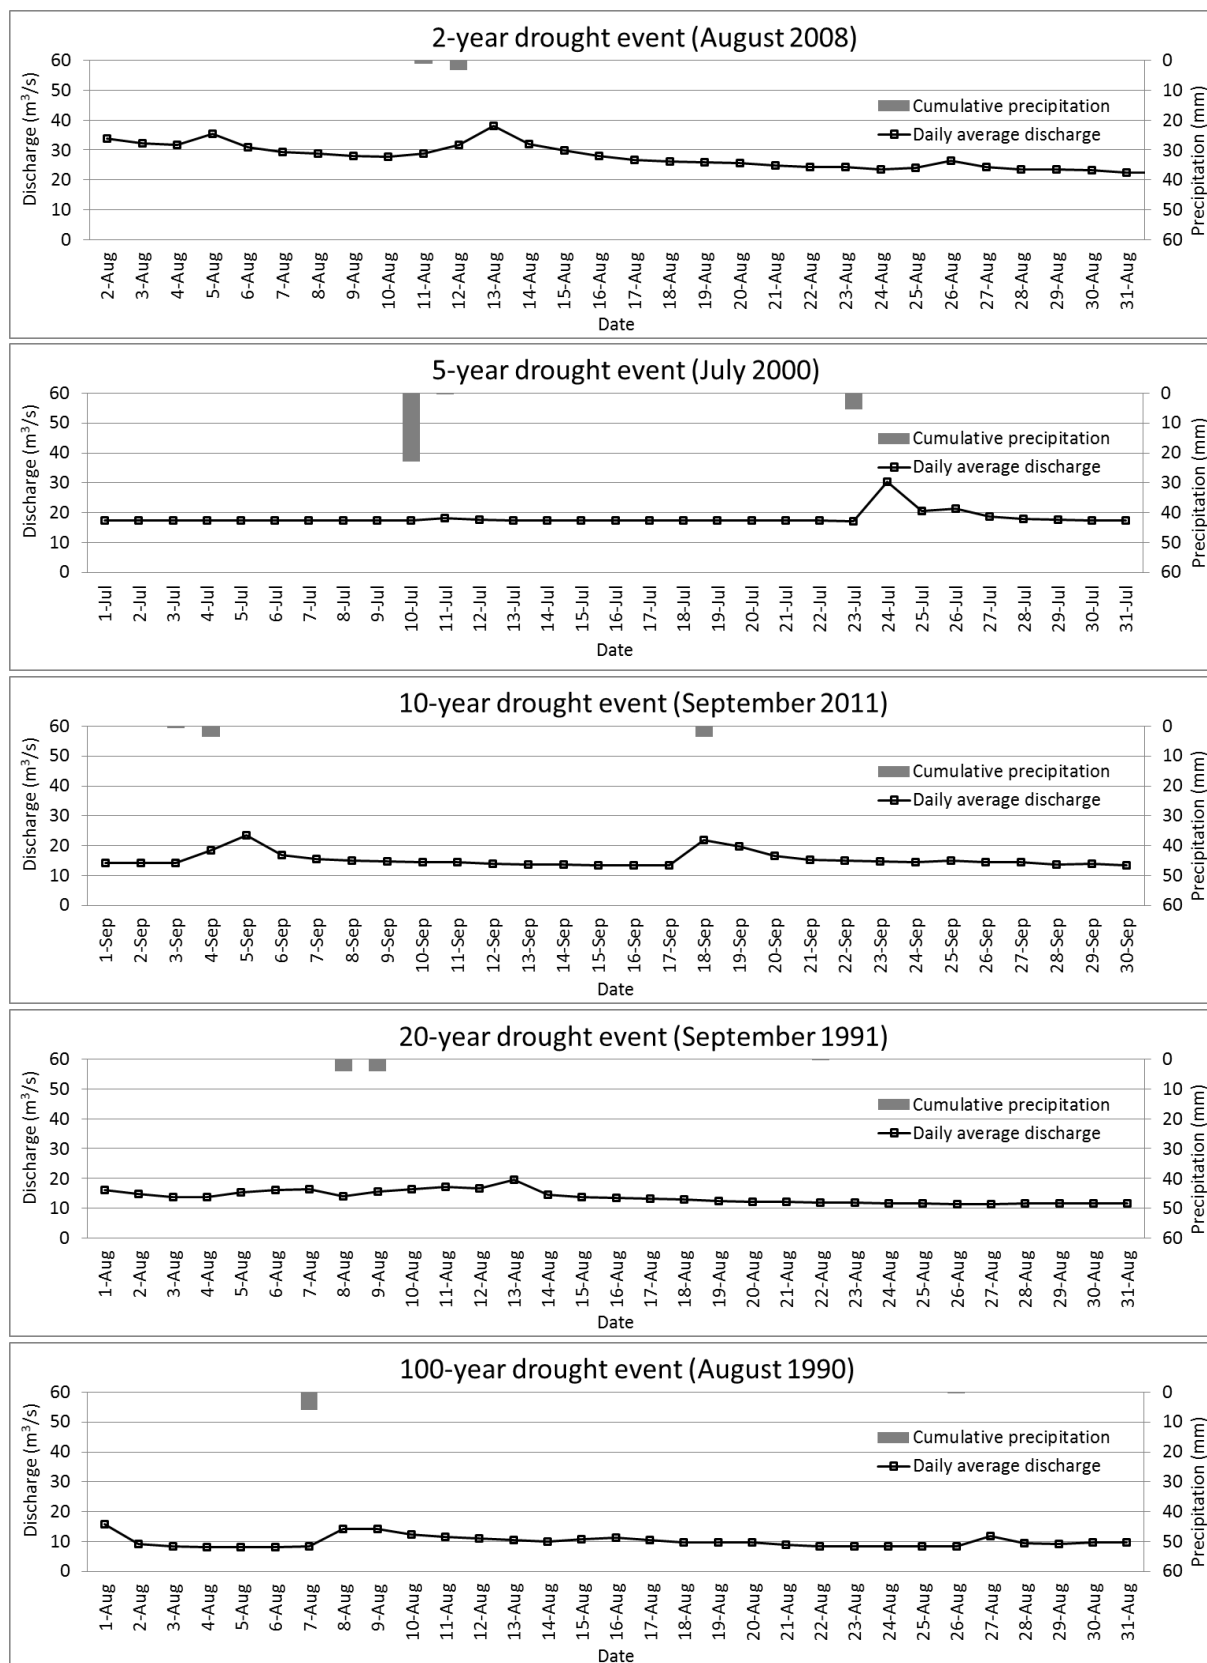 2-year drought event (August 2008)
Discharge (m³/s)
60
50
40
30
20
10
0
Cumulative precipitation
Daily average discharge
0
10
20
30
40
50
60
Precipitation (mm)
2-Aug
3-Aug
4-Aug
5-Aug
6-Aug
7-Aug
8-Aug
9-Aug
10-Aug
11-Aug
12-Aug
13-Aug
14-Aug
15-Aug
16-Aug
17-Aug
18-Aug
19-Aug
20-Aug
21-Aug
22-Aug
23-Aug
24-Aug
25-Aug
26-Aug
27-Aug
28-Aug
29-Aug
30-Aug
31-Aug
Date
5-year drought event (July 2000)
Discharge (m³/s)
60
50
40
30
20
10
0
Cumulative precipitation
Daily average discharge
0
10
20
30
40
50
60
Precipitation (mm)
1-Jul
2-Jul
3-Jul
4-Jul
5-Jul
6-Jul
7-Jul
8-Jul
9-Jul
10-Jul
11-Jul
12-Jul
13-Jul
14-Jul
15-Jul
16-Jul
17-Jul
18-Jul
19-Jul
20-Jul
21-Jul
22-Jul
23-Jul
24-Jul
25-Jul
26-Jul
27-Jul
28-Jul
29-Jul
30-Jul
31-Jul
Date
10-year drought event (September 2011)
Discharge (m³/s)
60
50
40
30
20
10
0
Cumulative precipitation
Daily average discharge
0
10
20
30
40
50
60
Precipitation (mm)
1-Sep
2-Sep
3-Sep
4-Sep
5-Sep
6-Sep
7-Sep
8-Sep
9-Sep
10-Sep
11-Sep
12-Sep
13-Sep
14-Sep
15-Sep
16-Sep
17-Sep
18-Sep
19-Sep
20-Sep
21-Sep
22-Sep
23-Sep
24-Sep
25-Sep
26-Sep
27-Sep
28-Sep
29-Sep
30-Sep
Date
20-year drought event (September 1991)
Discharge (m³/s)
60
50
40
30
20
10
0
Cumulative precipitation
Daily average discharge
0
10
20
30
40
50
60
Precipitation (mm)
1-Aug
2-Aug
3-Aug
4-Aug
5-Aug
6-Aug
7-Aug
8-Aug
9-Aug
10-Aug
11-Aug
12-Aug
13-Aug
14-Aug
15-Aug
16-Aug
17-Aug
18-Aug
19-Aug
20-Aug
21-Aug
22-Aug
23-Aug
24-Aug
25-Aug
26-Aug
27-Aug
28-Aug
29-Aug
30-Aug
31-Aug
Date
100-year drought event (August 1990)
Discharge (m³/s)
60
50
40
30
20
10
0
Cumulative precipitation
Daily average discharge
0
10
20
30
40
50
60
Precipitation (mm)
1-Aug
2-Aug
3-Aug
4-Aug
5-Aug
6-Aug
7-Aug
8-Aug
9-Aug
10-Aug
11-Aug
12-Aug
13-Aug
14-Aug
15-Aug
16-Aug
17-Aug
18-Aug
19-Aug
20-Aug
21-Aug
22-Aug
23-Aug
24-Aug
25-Aug
26-Aug
27-Aug
28-Aug
29-Aug
30-Aug
31-Aug
Date